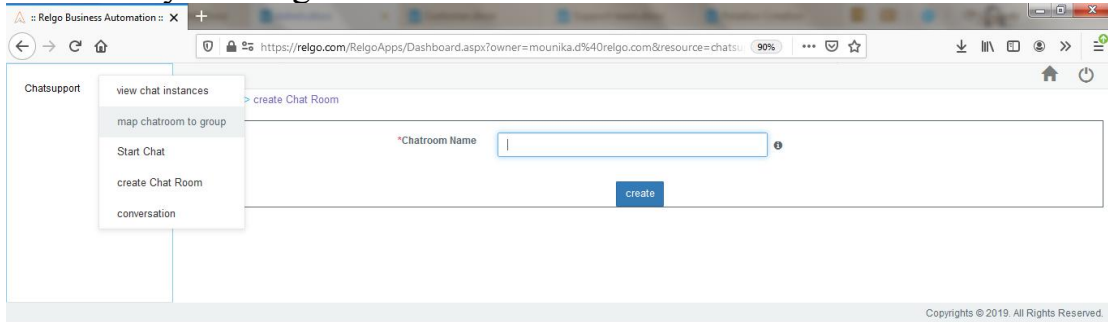 :: Relgo Business Automation ::
https://relgo.com/RelgoApps/Dashboard.aspx?owner=mounika.d%40relgo.com&resource=chatsu
90%
Chatsupport
view chat instances
map chatroom to group
Start Chat
create Chat Room
conversation
> create Chat Room
*Chatroom Name
create
Copyrights © 2019. All Rights Reserved.